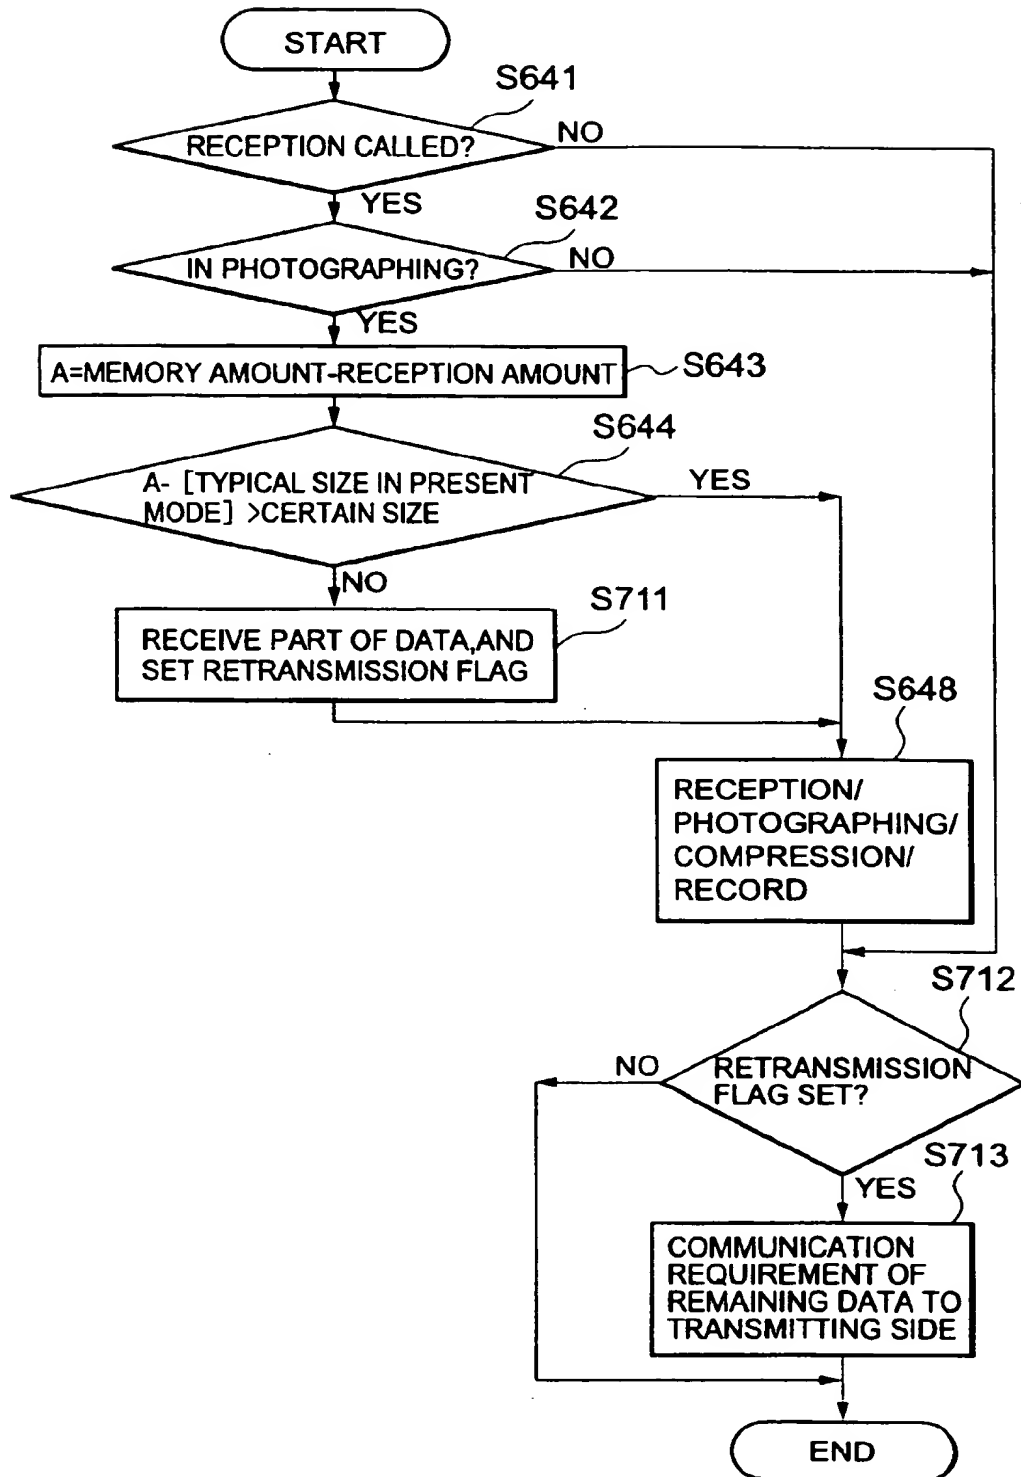 START
S641
RECEPTION CALLED?
NO
YES
S642
IN PHOTOGRAPHING?
NO
YES
A=MEMORY AMOUNT-RECEPTION AMOUNT
S643
S644
A- [TYPICAL SIZE IN PRESENT
MODE] >CERTAIN SIZE
YES
NO
S711
RECEIVE PART OF DATA,AND
SET RETRANSMISSION FLAG
S648
RECEPTION/
PHOTOGRAPHING/
COMPRESSION/
RECORD
S712
NO
RETRANSMISSION
FLAG SET?
S713
YES
COMMUNICATION
REQUIREMENT OF
REMAINING DATA TO
TRANSMITTING SIDE
END